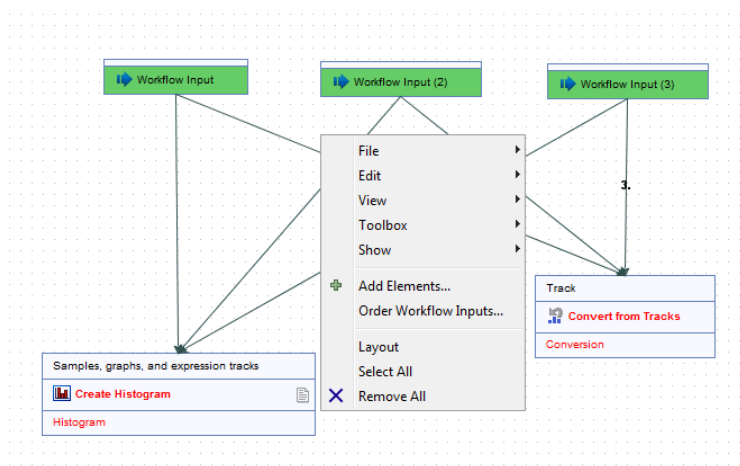 Workflow Input
Workflow Input (2)
Workflow Input (3)
File
Edit
View
Toolbox
Show
Add Elements...
Order Workflow Inputs...
Layout
Select All
Remove All
3.
Track
Convert from Tracks
Conversion
Samples, graphs, and expression tracks
Create Histogram
Histogram